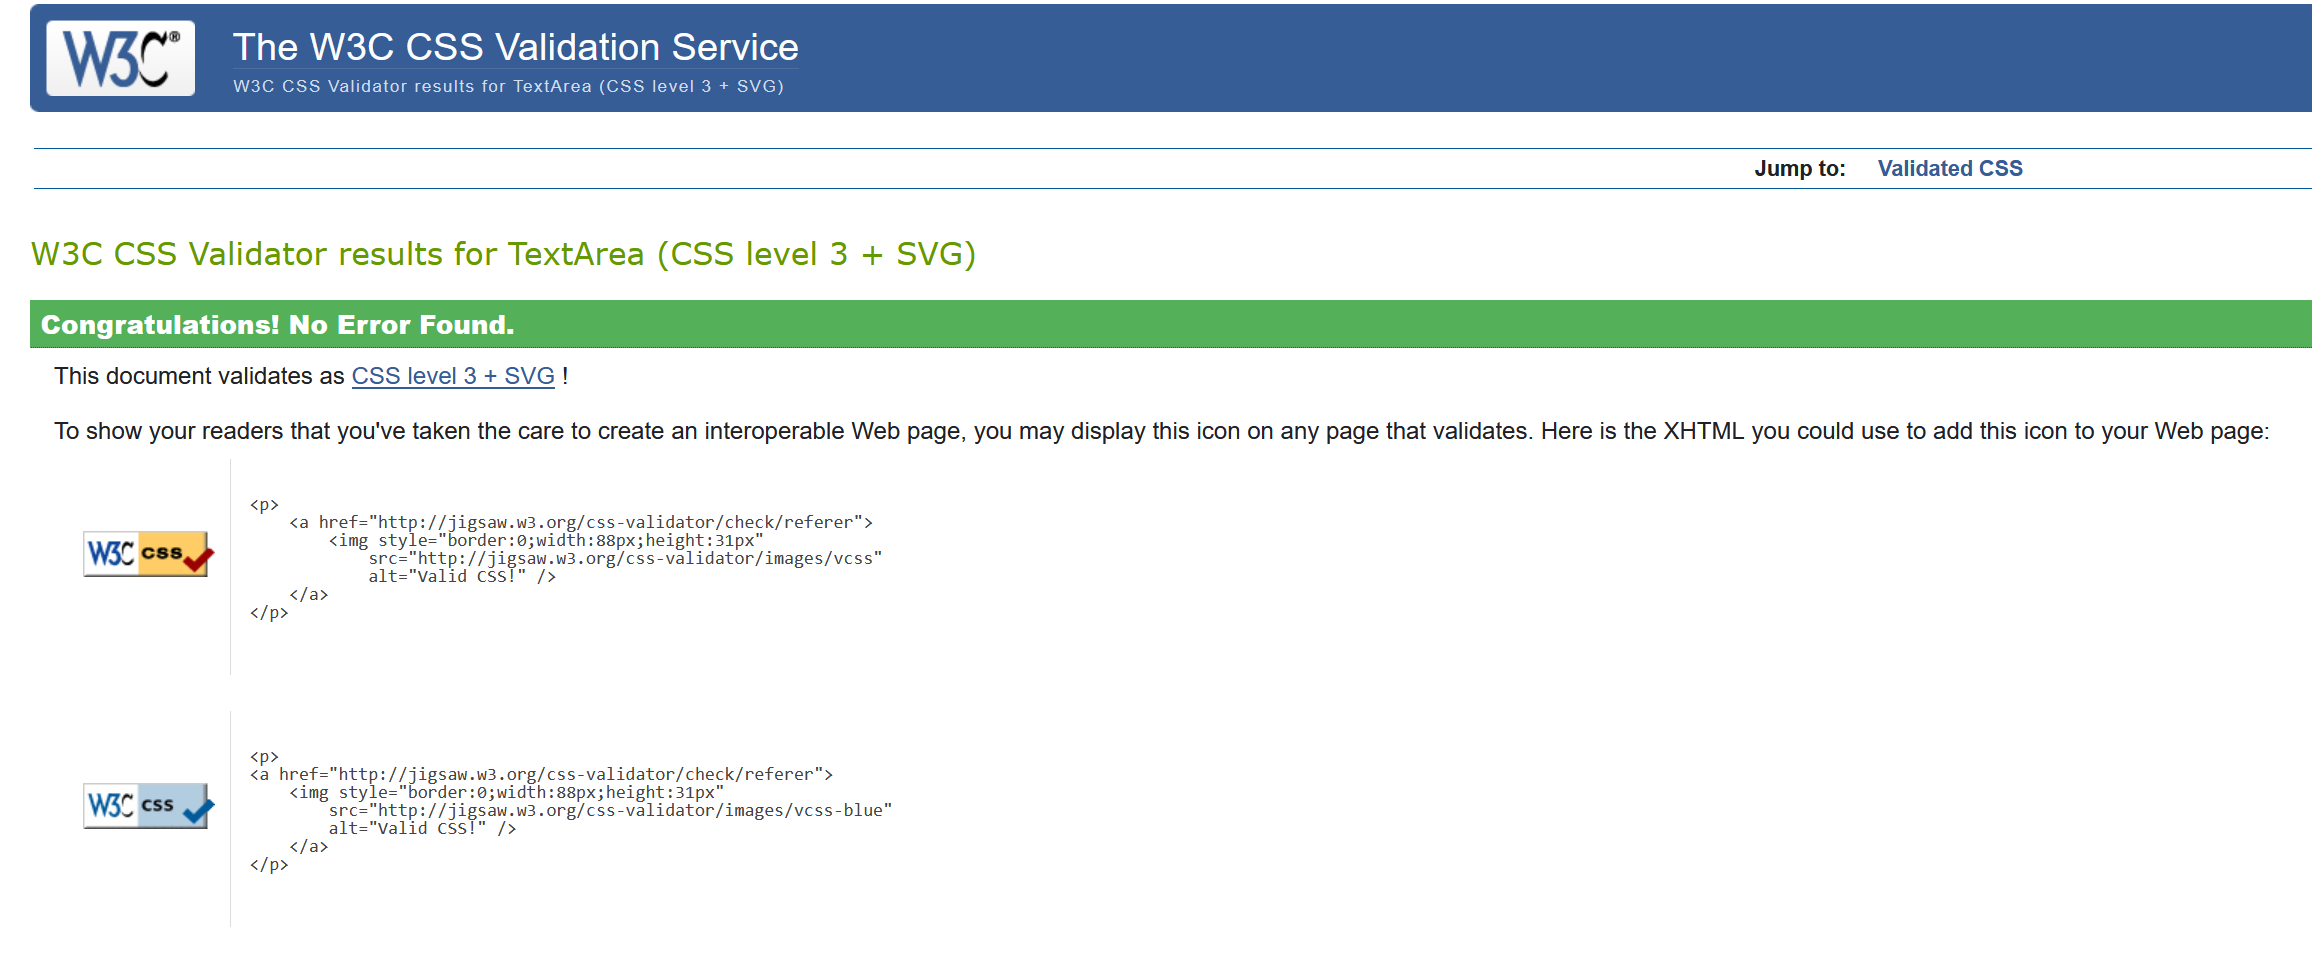 W3C®
The W3C CSS Validation Service
W3C CSS Validator results for TextArea (CSS level 3 + SVG)
Jump to: Validated CSS
W3C CSS Validator results for TextArea (CSS level 3 + SVG)
Congratulations! No Error Found.
This document validates as CSS level 3 + SVG !
To show your readers that you've taken the care to create an interoperable Web page, you may display this icon on any page that validates. Here is the XHTML you could use to add this icon to your Web page:
W3C css
<p>
    <a href="http://jigsaw.w3.org/css-validator/check/referer">
        <img style="border:0;width:88px;height:31px"
            src="http://jigsaw.w3.org/css-validator/images/vcss"
            alt="Valid CSS!" />
    </a>
</p>
W3C css
<p>
<a href="http://jigsaw.w3.org/css-validator/check/referer">
    <img style="border:0;width:88px;height:31px"
        src="http://jigsaw.w3.org/css-validator/images/vcss-blue"
        alt="Valid CSS!" />
    </a>
</p>